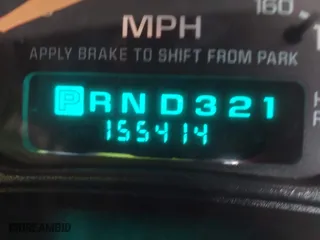 160
MPH
APPLY BRAKE TO SHIFT FROM PARK
PRND321
155414